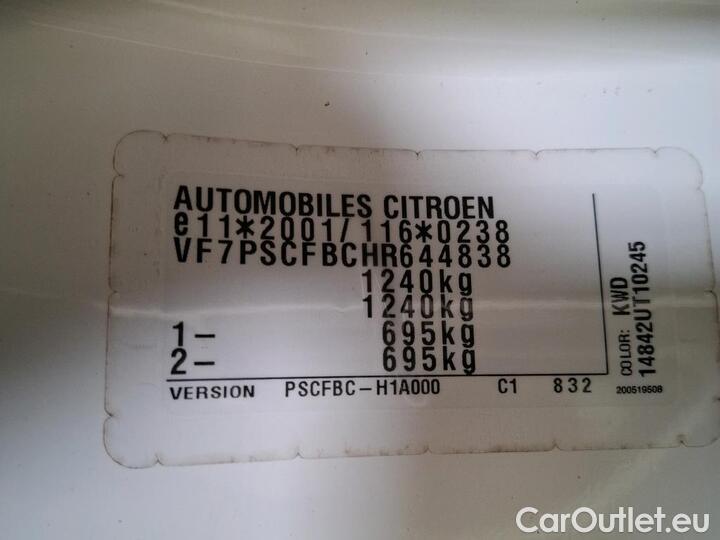 AUTOMOBILES CITROEN
e11*2001/116*0238
VF7PSCFBCHR644838
1240kg
1240kg
1- 695kg
2- 695kg
VERSION PSCFBC-H1A000 C1 832
COLOR: KWD
14842UT10245
200519508
CarOutlet.eu